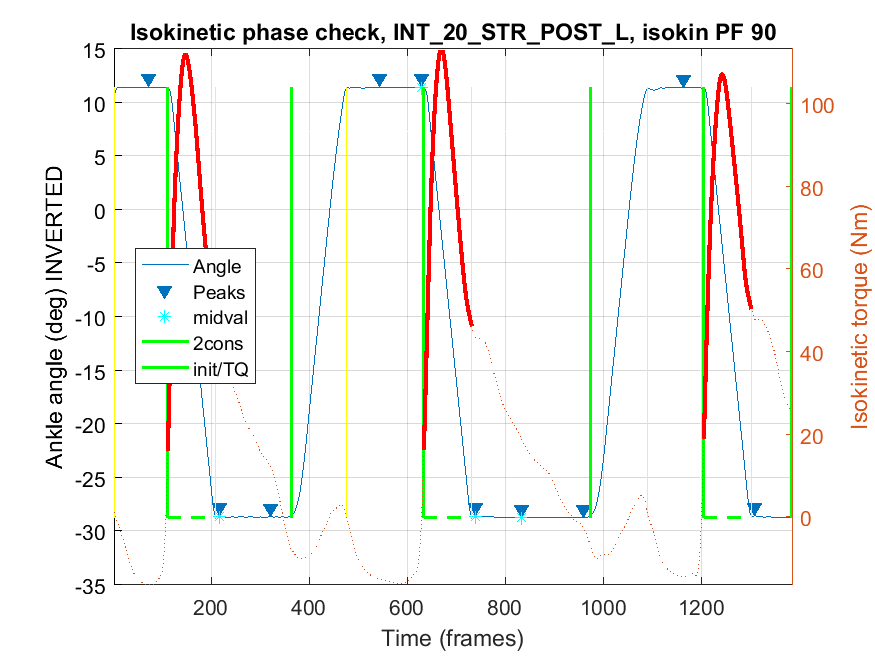 Isokinetic phase check, INT_20_STR_POST_L, isokin PF 90
15
10
5
0
-5
-10
-15
-20
-25
-30
-35
Ankle angle (deg) INVERTED
Angle
Peaks
midval
2cons
init/TQ
100
80
60
40
20
0
Isokinetic torque (Nm)
200
400
600
800
1000
1200
Time (frames)